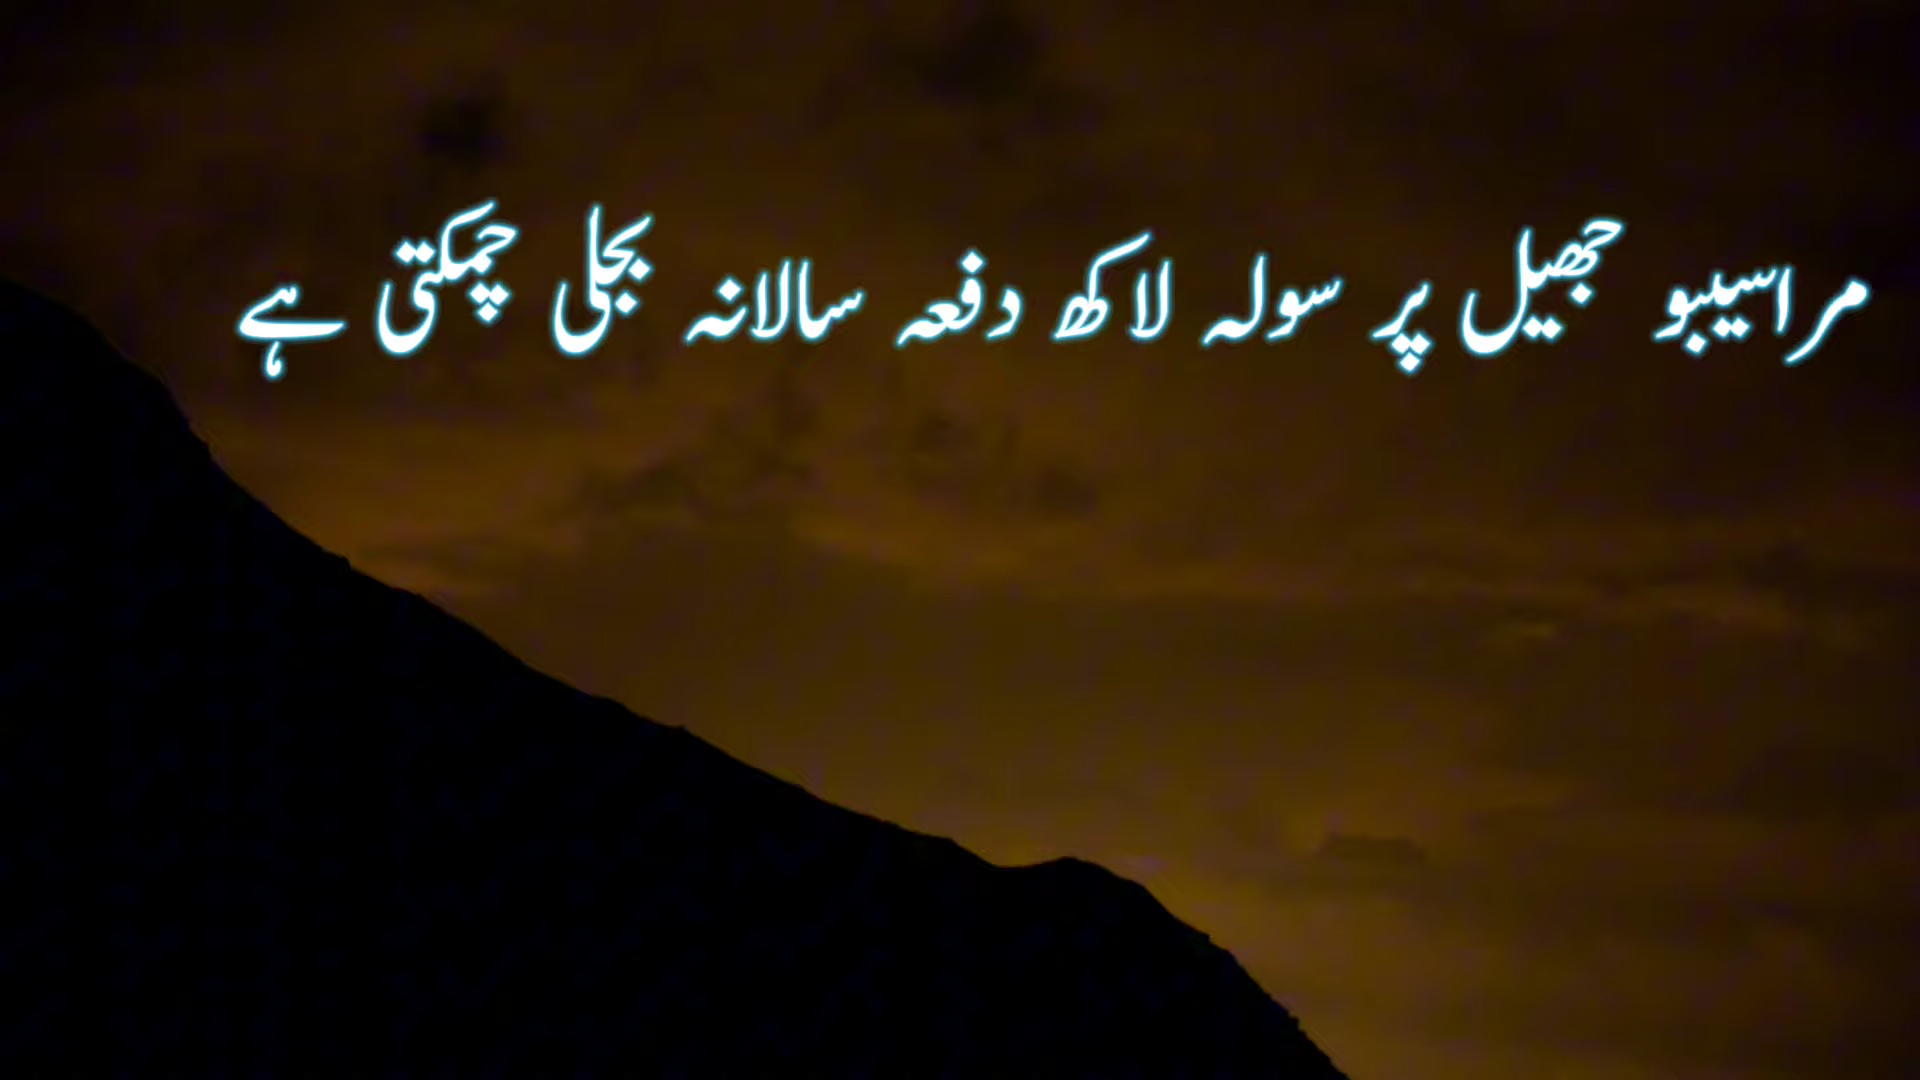 مراسیبو جھیل پر سولہ لاکھ دفعہ سالانہ بجلی چمکتی ہے